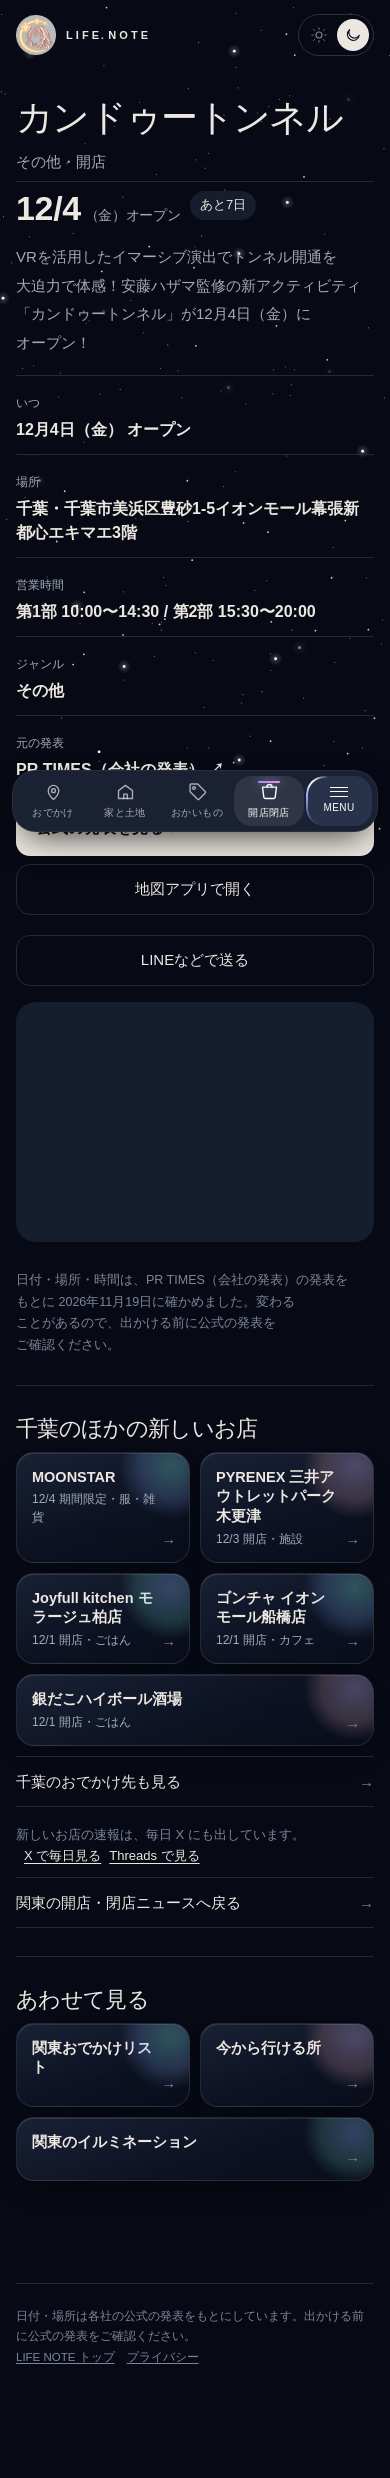 LIFE NOTE
カンドゥートンネル
その他・開店
12/4（金）オープン あと7日
VRを活用したイマーシブ演出でトンネル開通を
大迫力で体感！安藤ハザマ監修の新アクティビティ
「カンドゥートンネル」が12月4日（金）に
オープン！
いつ
12月4日（金） オープン
場所
千葉・千葉市美浜区豊砂1-5イオンモール幕張新
都心エキマエ3階
営業時間
第1部 10:00〜14:30 / 第2部 15:30〜20:00
ジャンル
その他
元の発表
PR TIMES（会社の発表） ↗
おでかけ
家と土地
おかいもの
開店閉店
MENU
地図アプリで開く
LINEなどで送る
日付・場所・時間は、PR TIMES（会社の発表）の発表を
もとに 2026年11月19日に確かめました。変わる
ことがあるので、出かける前に公式の発表を
ご確認ください。
千葉のほかの新しいお店
MOONSTAR
12/4 期間限定・服・雑
貨
→
PYRENEX 三井ア
ウトレットパーク
木更津
12/3 開店・施設
→
Joyfull kitchen モ
ラージュ柏店
12/1 開店・ごはん
→
ゴンチャ イオン
モール船橋店
12/1 開店・カフェ
→
銀だこハイボール酒場
12/1 開店・ごはん
→
千葉のおでかけ先も見る →
新しいお店の速報は、毎日 X にも出しています。
X で毎日見る Threads で見る
関東の開店・閉店ニュースへ戻る →
あわせて見る
関東おでかけリス
ト
→
今から行ける所
→
関東のイルミネーション
→
日付・場所は各社の公式の発表をもとにしています。出かける前
に公式の発表をご確認ください。
LIFE NOTE トップ プライバシー